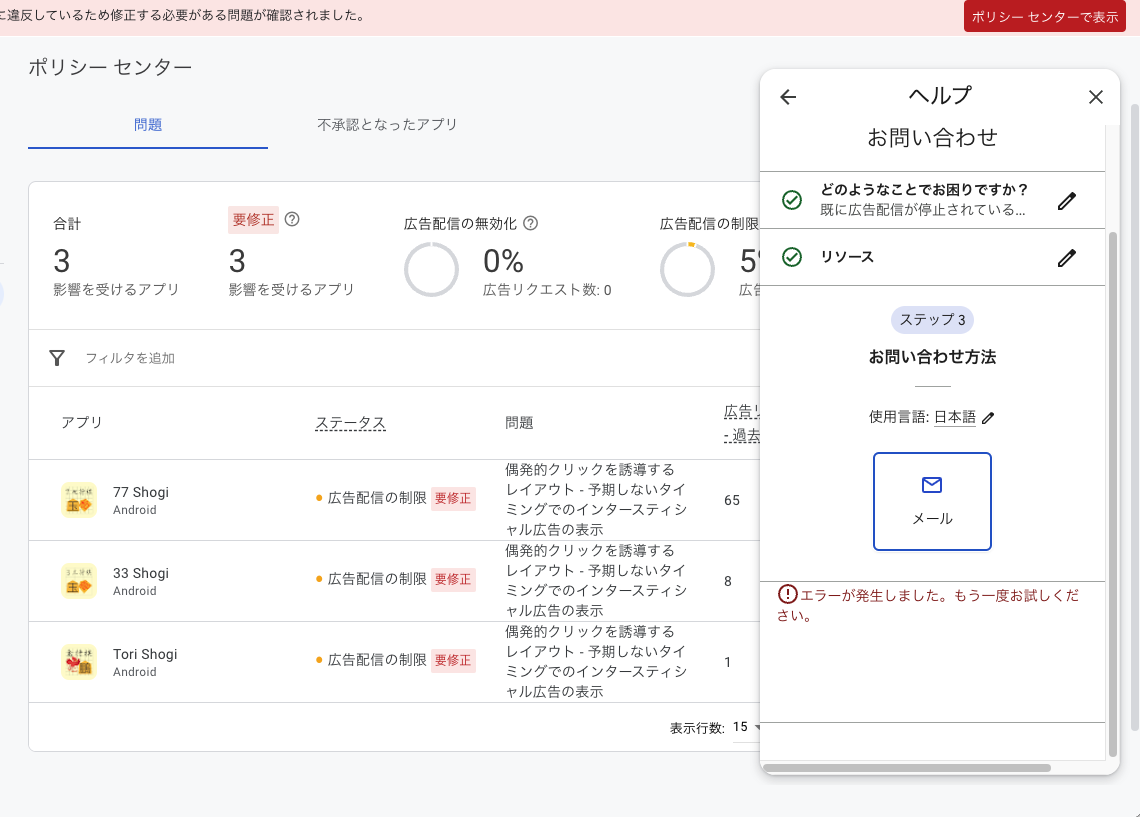 に違反しているため修正する必要がある問題が確認されました。
ポリシー センターで表示
ポリシー センター
問題
不承認となったアプリ
合計
3
影響を受けるアプリ
要修正
3
影響を受けるアプリ
広告配信の無効化
0%
広告リクエスト数: 0
広告配信の制限
5%
広告
フィルタを追加
アプリ
ステータス
問題
広告リ
- 過去
77 Shogi
Android
広告配信の制限 要修正
偶発的クリックを誘導する
レイアウト - 予期しないタイ
ミングでのインタースティシ
ャル広告の表示
65
33 Shogi
Android
広告配信の制限 要修正
偶発的クリックを誘導する
レイアウト - 予期しないタイ
ミングでのインタースティシ
ャル広告の表示
8
Tori Shogi
Android
広告配信の制限 要修正
偶発的クリックを誘導する
レイアウト - 予期しないタイ
ミングでのインタースティシ
ャル広告の表示
1
表示行数: 15
ヘルプ
お問い合わせ
どのようなことでお困りですか？
既に広告配信が停止されている...
リソース
ステップ 3
お問い合わせ方法
使用言語: 日本語
メール
エラーが発生しました。もう一度お試しくだ
さい。